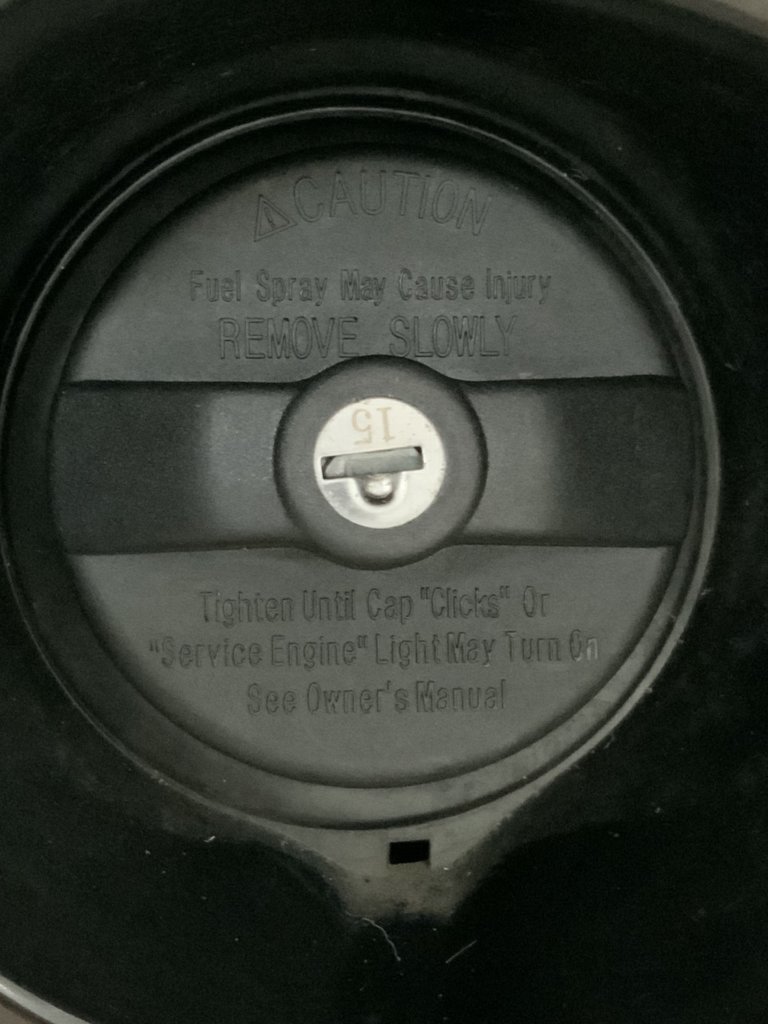 CAUTION
Fuel Spray May Cause Injury
REMOVE SLOWLY
15
Tighten Until Cap "Clicks" Or
"Service Engine" Light May Turn On
See Owner's Manual